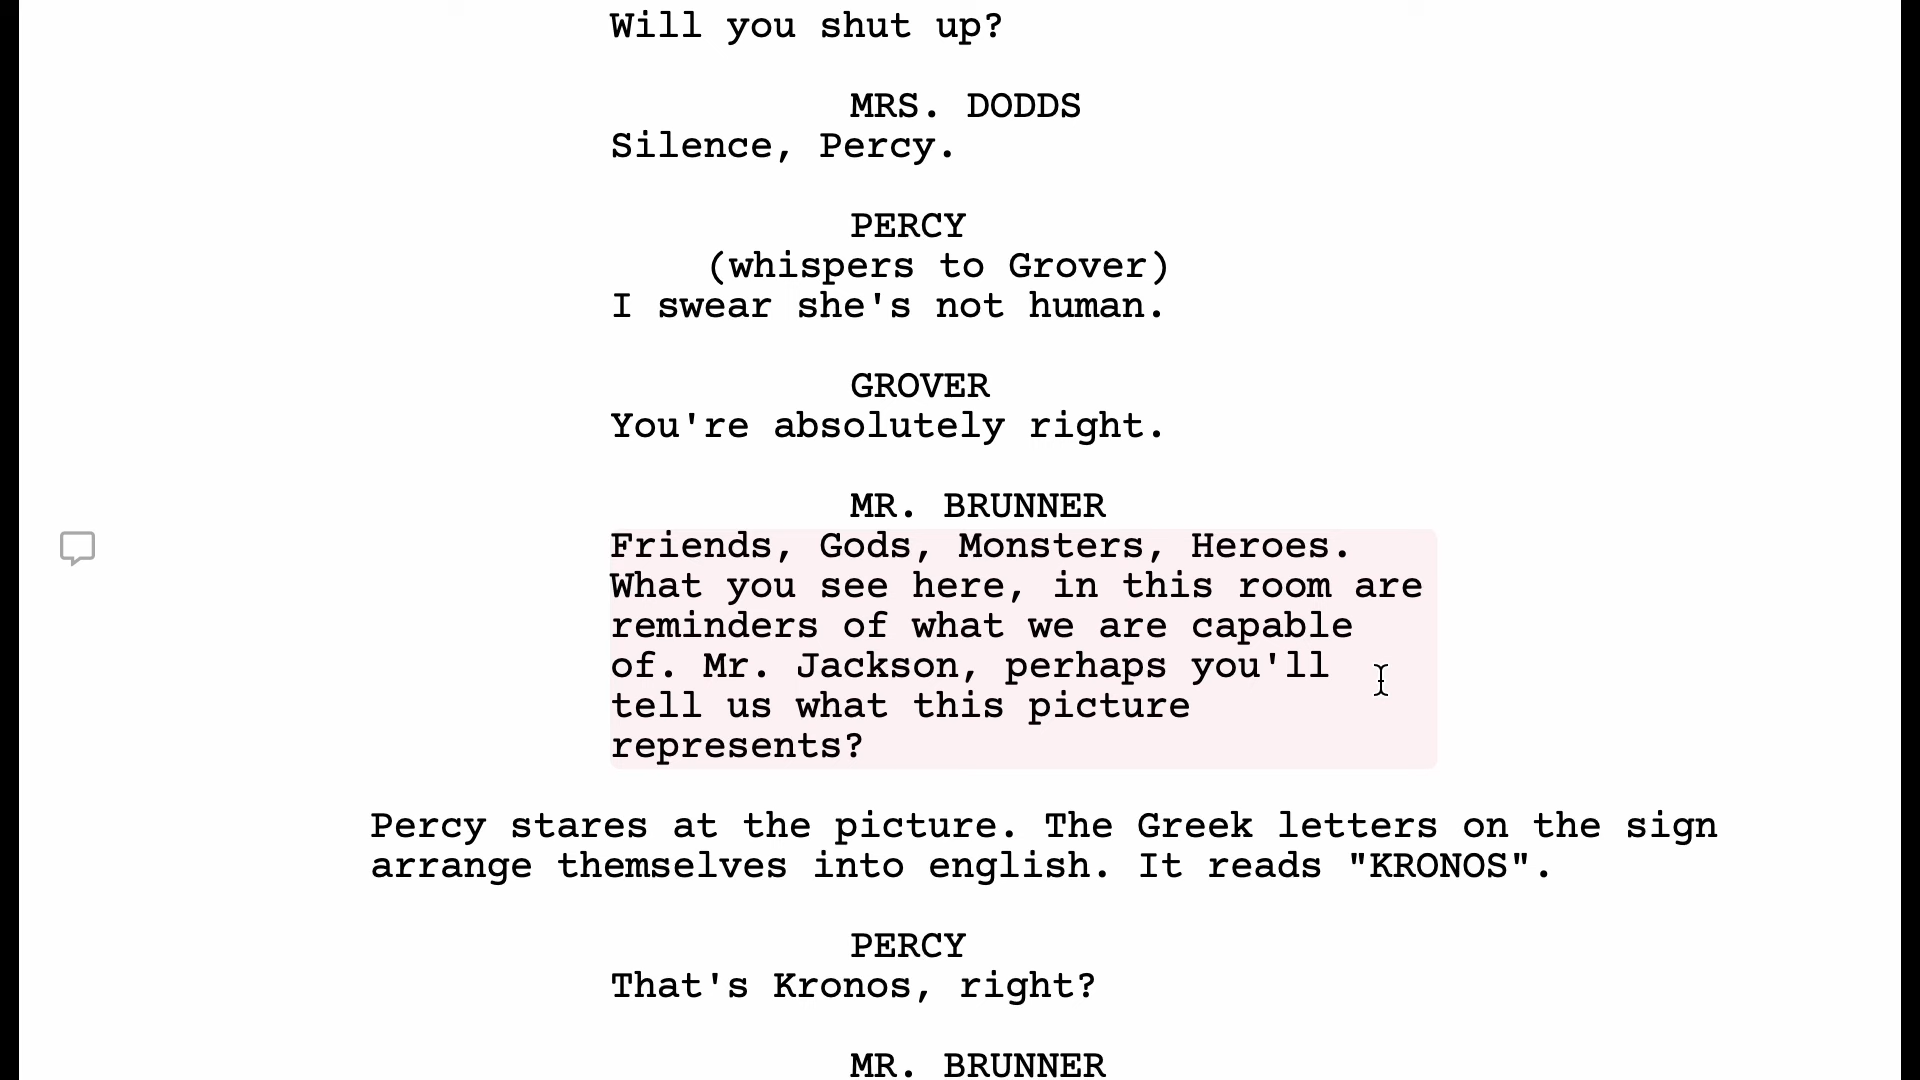 Will you shut up?
MRS. DODDS
Silence, Percy.
PERCY
(whispers to Grover)
I swear she's not human.
GROVER
You're absolutely right.
MR. BRUNNER
Friends, Gods, Monsters, Heroes.
What you see here, in this room are
reminders of what we are capable
of. Mr. Jackson, perhaps you'll
tell us what this picture
represents?
Percy stares at the picture. The Greek letters on the sign
arrange themselves into english. It reads "KRONOS".
PERCY
That's Kronos, right?
MR. BRUNNER